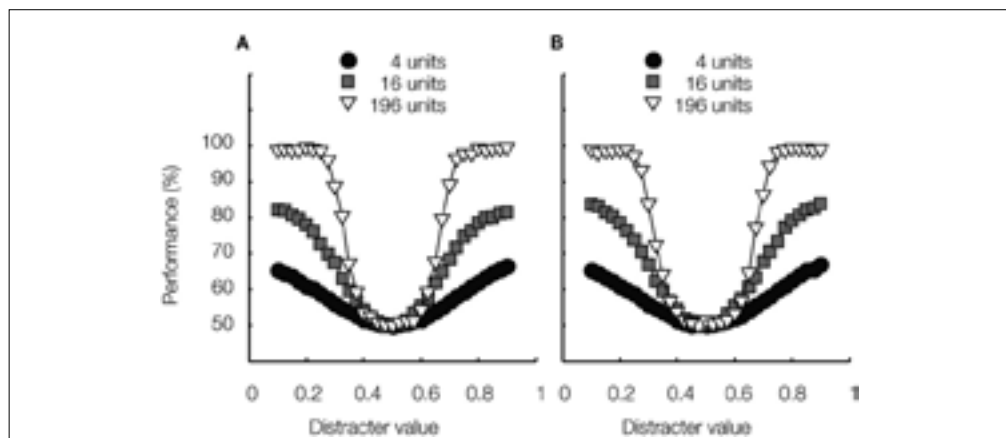 A
4 units
16 units
196 units
B
4 units
16 units
196 units
Performance (%)
100
90
80
70
60
50
0 0.2 0.4 0.6 0.8 1
Distracter value
0 0.2 0.4 0.6 0.8 1
Distracter value